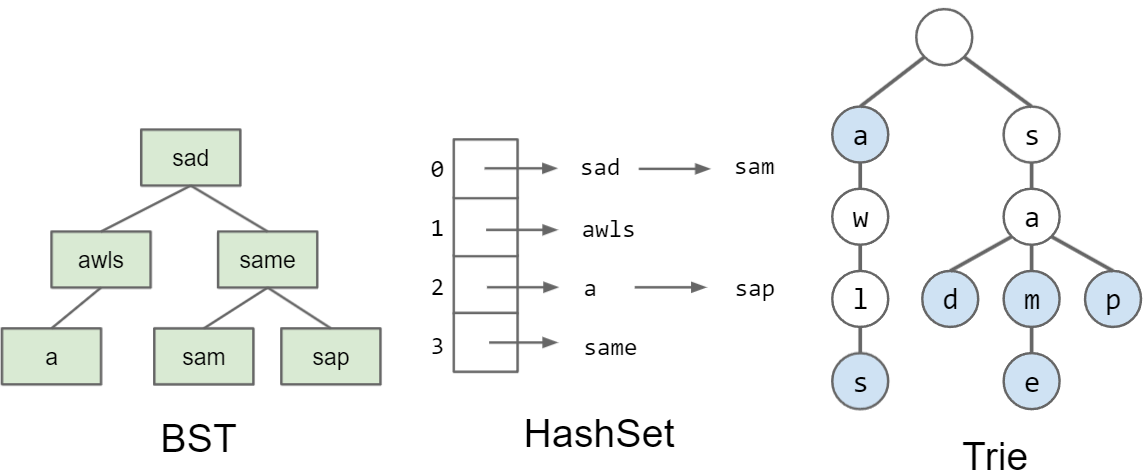 sad
awls same
a sam sap
BST
0 sad sam
1 awls
2 a sap
3 same
HashSet
a s
w a
l d m p
s e
Trie